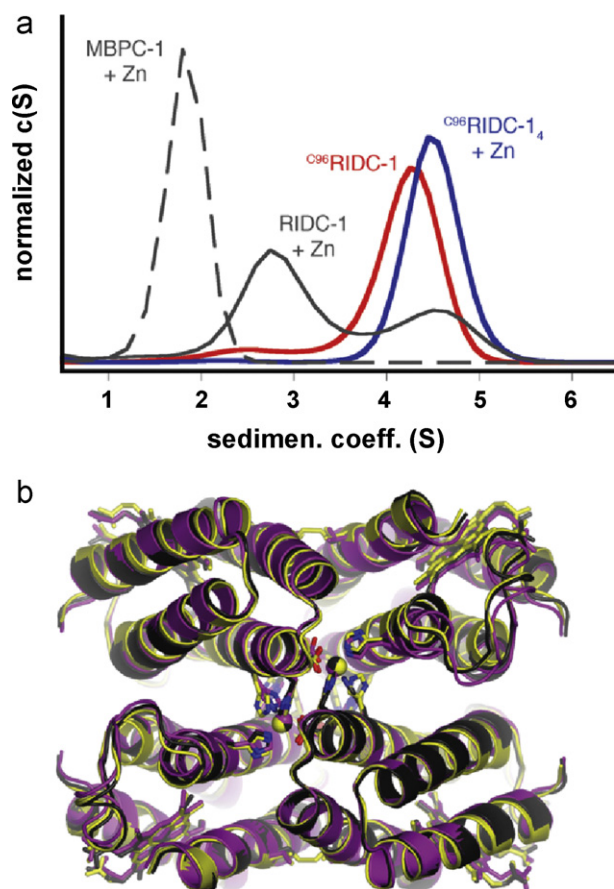 a
MBPC-1
+ Zn
C96RIDC-1
C96RIDC-14
+ Zn
RIDC-1
+ Zn
normalized c(S)
1 2 3 4 5 6
sedimen. coeff. (S)
b